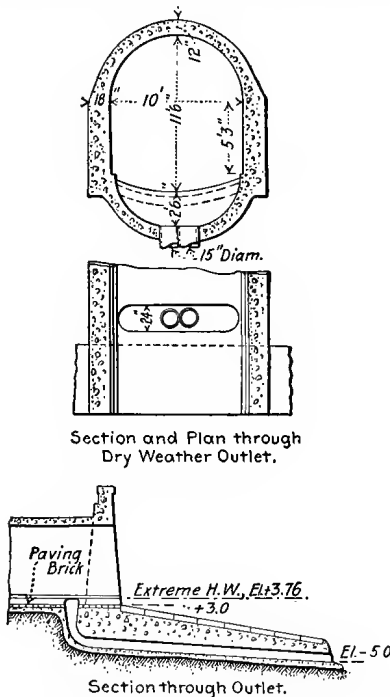 12"
18"
10'
11'6"
5'3"
26"
15" Diam.
24"
Section and Plan through
Dry Weather Outlet.
Paving
Brick
Extreme H.W., El.+3.76
+3.0
El.-5.0
Section through Outlet.